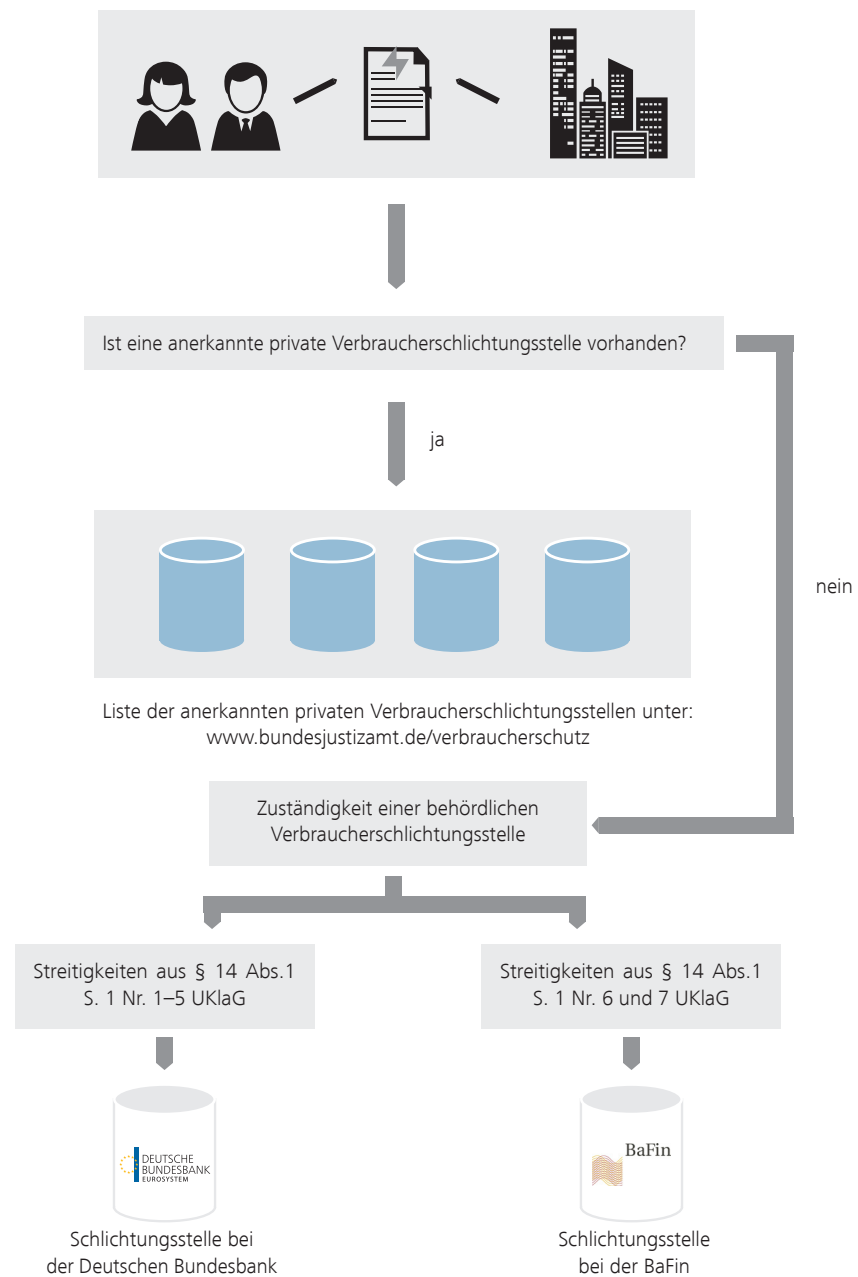 Ist eine anerkannte private Verbraucherschlichtungsstelle vorhanden?
ja
nein
Liste der anerkannten privaten Verbraucherschlichtungsstellen unter:
www.bundesjustizamt.de/verbraucherschutz
Zuständigkeit einer behördlichen
Verbraucherschlichtungsstelle
Streitigkeiten aus § 14 Abs.1
S. 1 Nr. 1–5 UKlaG
Streitigkeiten aus § 14 Abs.1
S. 1 Nr. 6 und 7 UKlaG
DEUTSCHE
BUNDESBANK
EUROSYSTEM
BaFin
Schlichtungsstelle bei
der Deutschen Bundesbank
Schlichtungsstelle
bei der BaFin